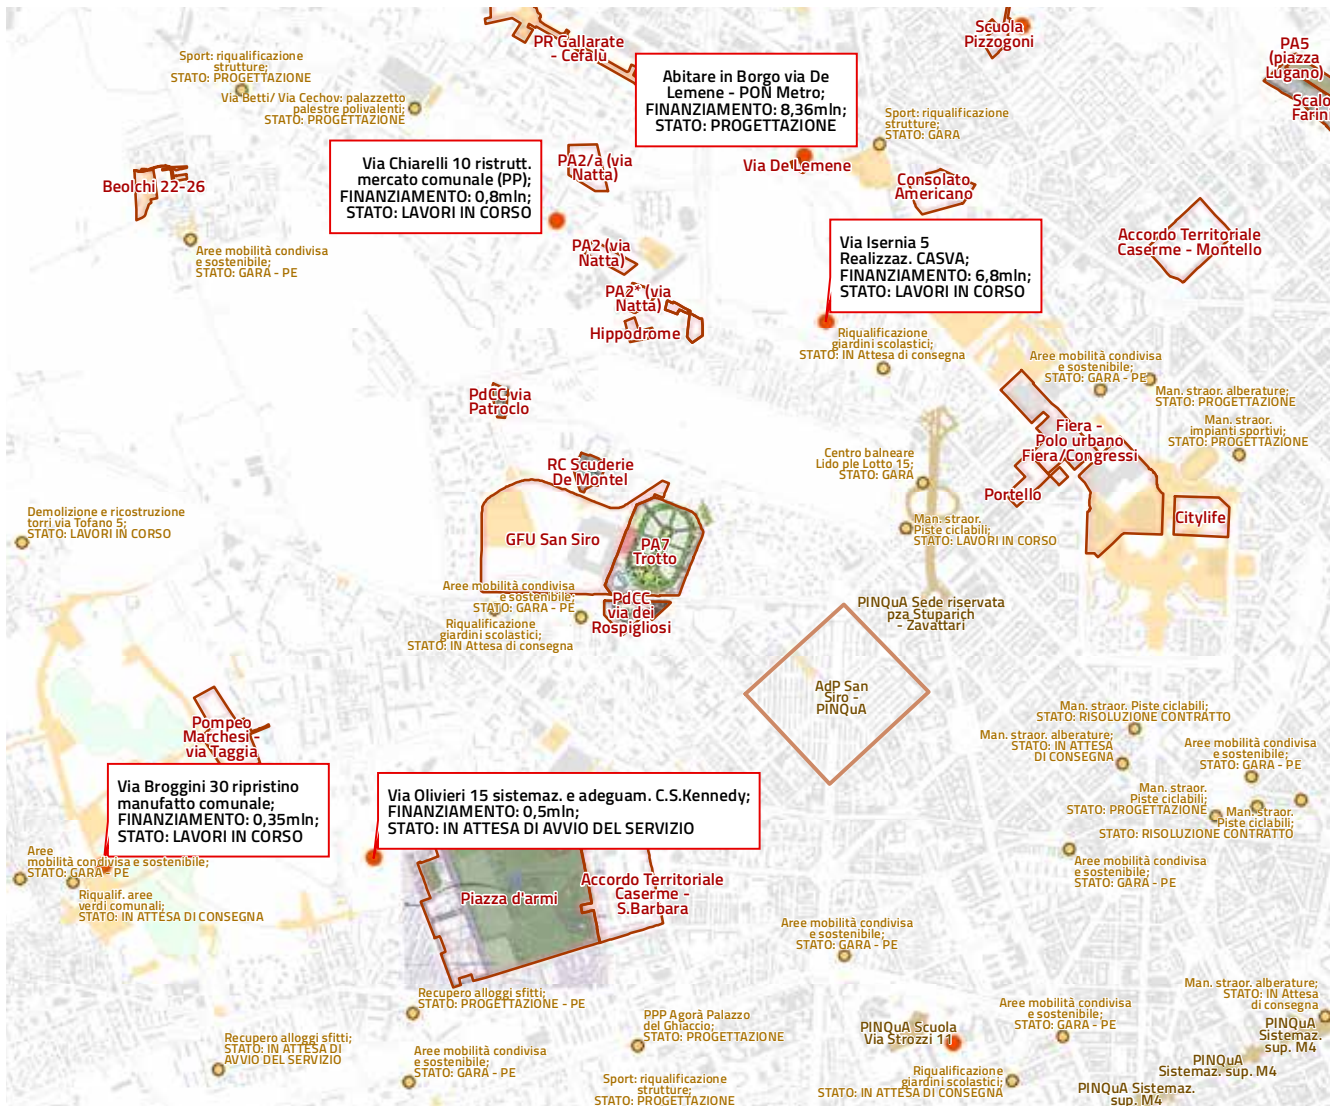 PR Gallarate
- Cefalù
Scuola
Pizzogoni
PA5
(piazza
Lugano)
Scalo
Farin
Sport: riqualificazione
strutture;
STATO: PROGETTAZIONE
Via Betti/ Via Cechov: palazzetto
palestre polivalenti;
STATO: PROGETTAZIONE
Abitare in Borgo via De
Lemene - PON Metro;
FINANZIAMENTO: 8,36mln;
STATO: PROGETTAZIONE
Sport: riqualificazione
strutture;
STATO: GARA
Via Chiarelli 10 ristrutt.
mercato comunale (PP);
FINANZIAMENTO: 0,8mln;
STATO: LAVORI IN CORSO
PA2/a (via
Natta)
Via De Lemene
Consolato
Americano
Beolchi 22-26
Aree mobilità condivisa
e sostenibile;
STATO: GARA - PE
PA2 (via
Natta)
Via Isernia 5
Realizzaz. CASVA;
FINANZIAMENTO: 6,8mln;
STATO: LAVORI IN CORSO
Accordo Territoriale
Caserme - Montello
PA2* (via
Natta)
Hippodrome
Riqualificazione
giardini scolastici;
STATO: IN Attesa di consegna
Aree mobilità condivisa
e sostenibile;
STATO: GARA - PE
Man. straor. alberature;
STATO: PROGETTAZIONE
Man. straor.
impianti sportivi;
STATO: PROGETTAZIONE
PdCC via
Patroclo
Fiera -
Polo urbano
Fiera/Congressi
Portello
Citylife
RC Scuderie
De Montel
Centro balneare
Lido ple Lotto 15;
STATO: GARA
Man. straor.
Piste ciclabili;
STATO: LAVORI IN CORSO
Demolizione e ricostruzione
torri via Tofano 5;
STATO: LAVORI IN CORSO
GFU San Siro
PA7
Trotto
Aree mobilità condivisa
e sostenibile;
STATO: GARA - PE
Riqualificazione
giardini scolastici;
STATO: IN Attesa di consegna
PdCC
via dei
Rospigliosi
PINQuA Sede riservata
pza Stuparich
- Zavattari
AdP San
Siro -
PINQuA
Pompeo
Marchesi -
via Taggia
Man. straor. Piste ciclabili;
STATO: RISOLUZIONE CONTRATTO
Man. straor. alberature;
STATO: IN ATTESA
DI CONSEGNA
Aree mobilità condivisa
e sostenibile;
STATO: GARA - PE
Man. straor.
Piste ciclabili;
STATO: PROGETTAZIONE
Man. straor.
Piste ciclabili;
STATO: RISOLUZIONE CONTRATTO
Via Broggini 30 ripristino
manufatto comunale;
FINANZIAMENTO: 0,35mln;
STATO: LAVORI IN CORSO
Via Olivieri 15 sistemaz. e adeguam. C.S.Kennedy;
FINANZIAMENTO: 0,5mln;
STATO: IN ATTESA DI AVVIO DEL SERVIZIO
Aree
mobilità condivisa e sostenibile;
STATO: GARA - PE
Riqualif. aree
verdi comunali;
STATO: IN ATTESA DI CONSEGNA
Piazza d'armi
Accordo Territoriale
Caserme -
S.Barbara
Aree mobilità condivisa
e sostenibile;
STATO: GARA - PE
Aree mobilità condivisa
e sostenibile;
STATO: GARA - PE
Recupero alloggi sfitti;
STATO: PROGETTAZIONE - PE
Recupero alloggi sfitti;
STATO: IN ATTESA DI
AVVIO DEL SERVIZIO
Aree mobilità condivisa
e sostenibile;
STATO: GARA - PE
PPP Agorà Palazzo
del Ghiaccio;
STATO: PROGETTAZIONE
Sport: riqualificazione
strutture;
STATO: PROGETTAZIONE
PINQuA Scuola
Via Strozzi 11
Aree mobilità condivisa
e sostenibile;
STATO: GARA - PE
Riqualificazione
giardini scolastici;
STATO: IN ATTESA DI CONSEGNA
Man. straor. alberature;
STATO: IN Attesa
di consegna
PINQuA
Sistemaz.
sup. M4
PINQuA
Sistemaz. sup. M4
PINQuA Sistemaz.
sup. M4